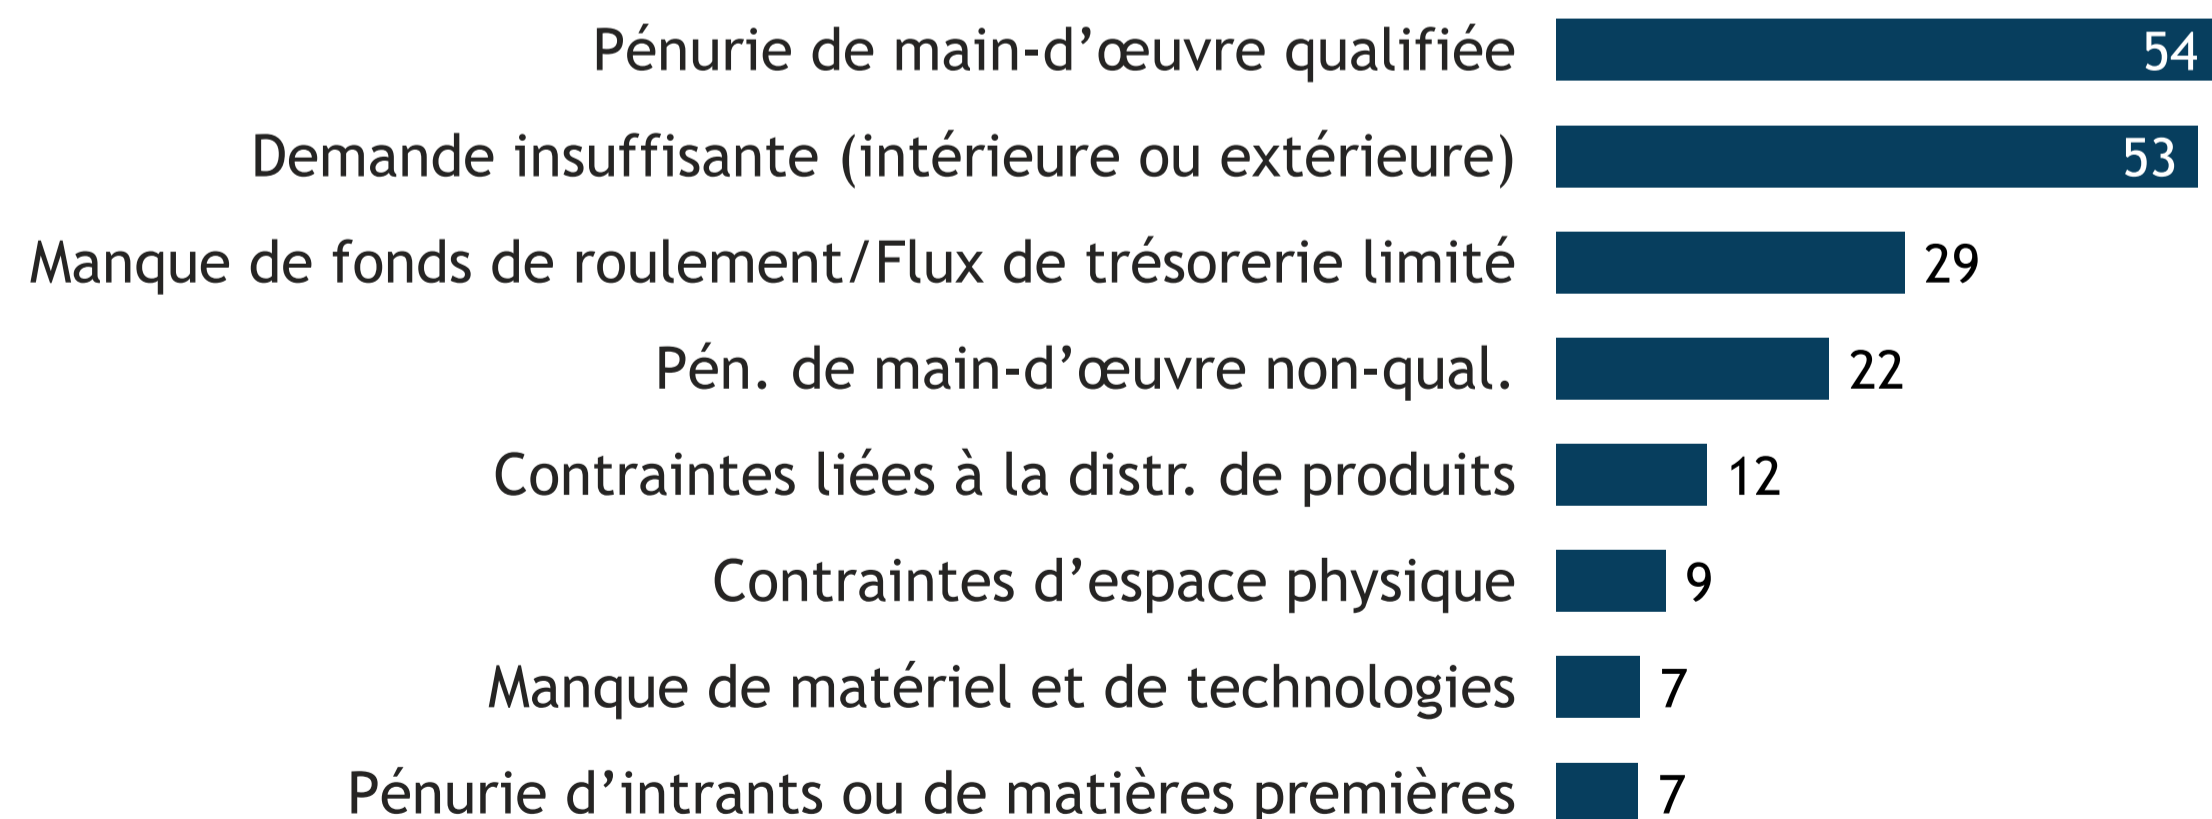 Pénurie de main-d’œuvre qualifiée 54
Demande insuffisante (intérieure ou extérieure) 53
Manque de fonds de roulement/Flux de trésorerie limité 29
Pén. de main-d’œuvre non-qual. 22
Contraintes liées à la distr. de produits 12
Contraintes d’espace physique 9
Manque de matériel et de technologies 7
Pénurie d’intrants ou de matières premières 7